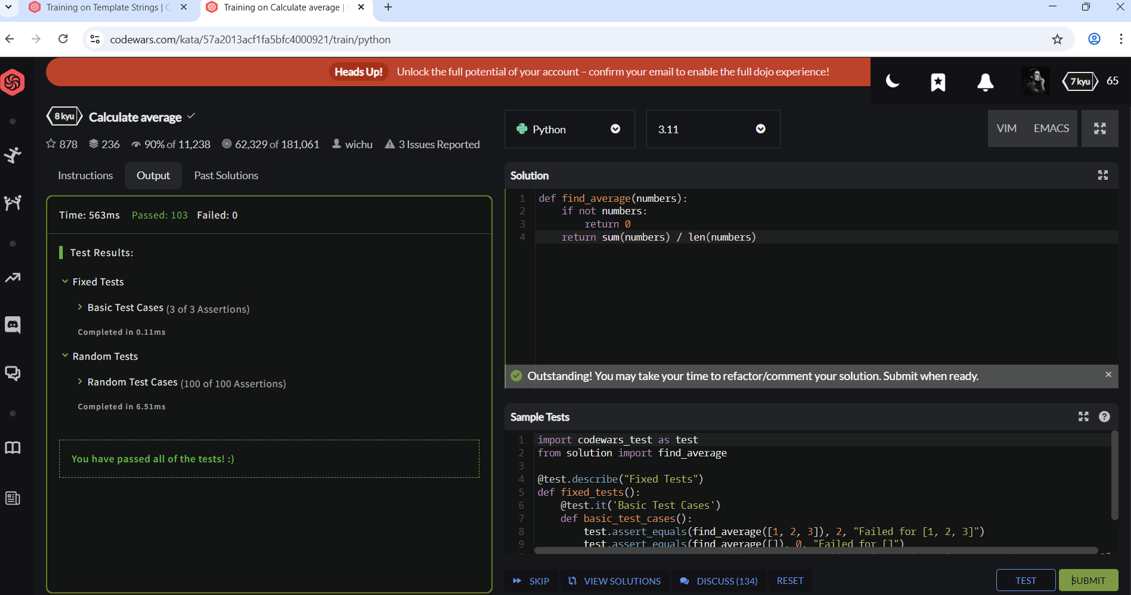 Training on Template Strings | C
Training on Calculate average |
codewars.com/kata/57a2013acf1fa5bfc4000921/train/python
Heads Up! Unlock the full potential of your account – confirm your email to enable the full dojo experience!
7 kyu 65
8 kyu Calculate average
878 236 90% of 11,238 62,329 of 181,061 wichu 3 Issues Reported
Instructions Output Past Solutions
Time: 563ms Passed: 103 Failed: 0
Test Results:
Fixed Tests
Basic Test Cases (3 of 3 Assertions)
Completed in 0.11ms
Random Tests
Random Test Cases (100 of 100 Assertions)
Completed in 6.51ms
You have passed all of the tests! :)
Python 3.11 VIM EMACS
Solution
1 def find_average(numbers):
2 if not numbers:
3 return 0
4 return sum(numbers) / len(numbers)
Outstanding! You may take your time to refactor/comment your solution. Submit when ready.
Sample Tests
1 import codewars_test as test
2 from solution import find_average
3
4 @test.describe("Fixed Tests")
5 def fixed_tests():
6 @test.it('Basic Test Cases')
7 def basic_test_cases():
8 test.assert_equals(find_average([1, 2, 3]), 2, "Failed for [1, 2, 3]")
9 test.assert_equals(find_average([]), 0, "Failed for []")
SKIP VIEW SOLUTIONS DISCUSS (134) RESET TEST SUBMIT